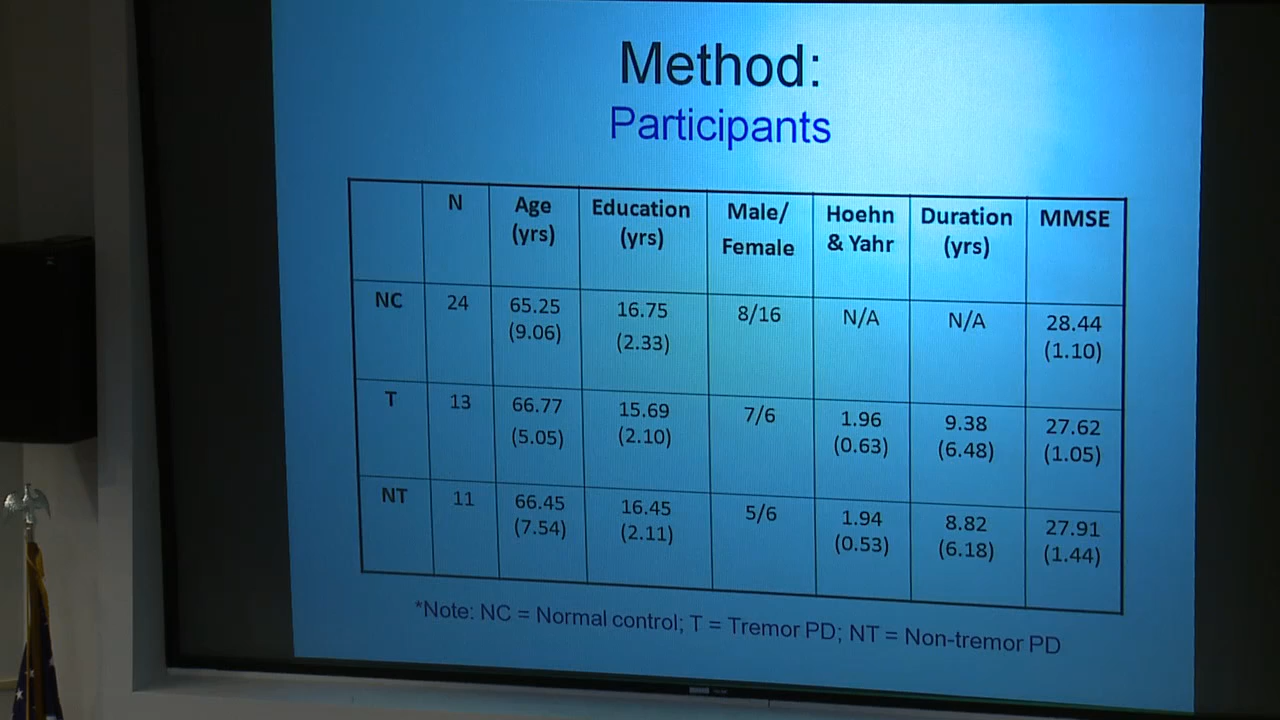 Method:
Participants
N Age (yrs) Education (yrs) Male/ Female Hoehn & Yahr Duration (yrs) MMSE
NC 24 65.25 (9.06) 16.75 (2.33) 8/16 N/A N/A 28.44 (1.10)
T 13 66.77 (5.05) 15.69 (2.10) 7/6 1.96 (0.63) 9.38 (6.48) 27.62 (1.05)
NT 11 66.45 (7.54) 16.45 (2.11) 5/6 1.94 (0.53) 8.82 (6.18) 27.91 (1.44)
*Note: NC = Normal control; T = Tremor PD; NT = Non-tremor PD